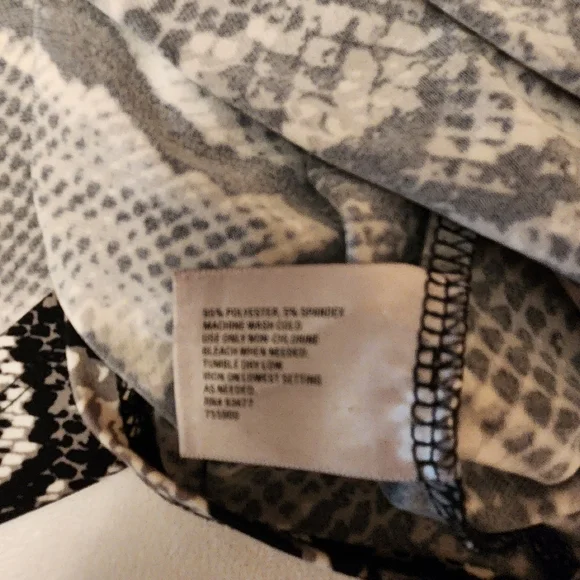 95% POLYESTER, 5% SPANDEX
MACHINE WASH COLD.
USE ONLY NON-CHLORINE
BLEACH WHEN NEEDED.
TUMBLE DRY LOW.
IRON ON LOWEST SETTING
AS NEEDED.
RN# 93677